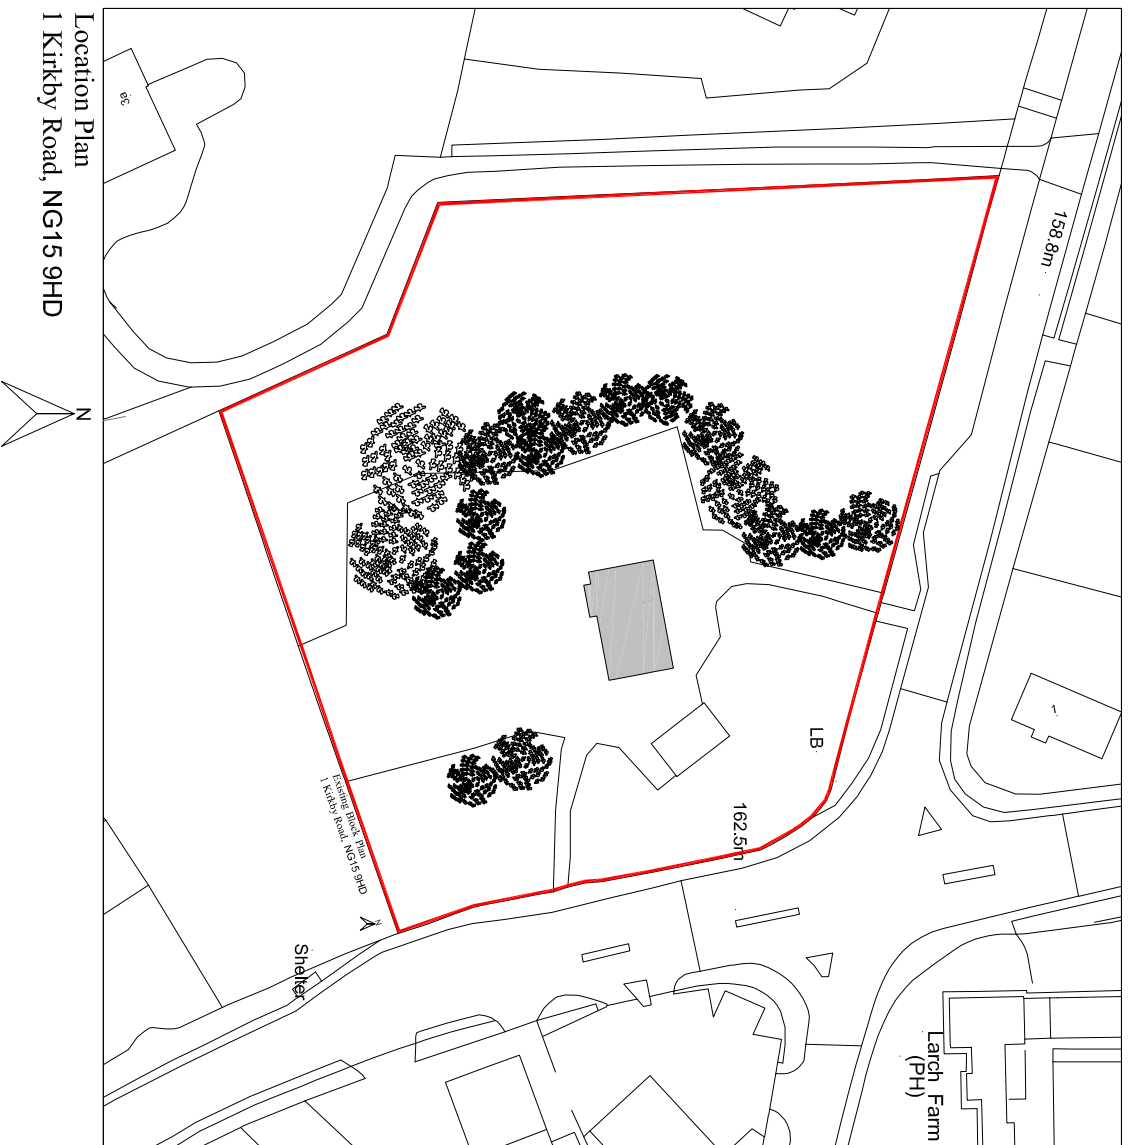 Location Plan
1 Kirkby Road, NG15 9HD
N
3a
158.8m
1
LB
162.5m
Existing Block Plan
1 Kirkby Road, NG15 9HD
N
Shelter
Larch Farm
(PH)